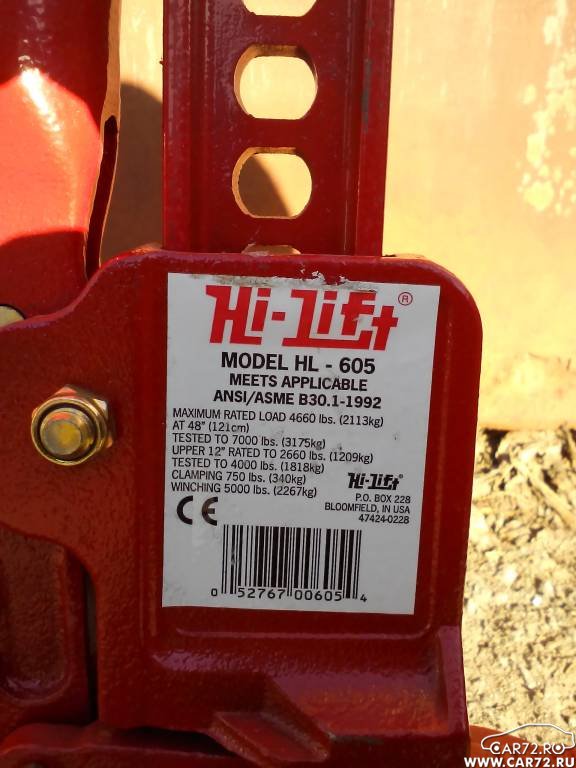 Hi-Lift ®
MODEL HL - 605
MEETS APPLICABLE
ANSI/ASME B30.1-1992
MAXIMUM RATED LOAD 4660 lbs. (2113kg)
AT 48" (121cm)
TESTED TO 7000 lbs. (3175kg)
UPPER 12" RATED TO 2660 lbs. (1209kg)
TESTED TO 4000 lbs. (1818kg)
CLAMPING 750 lbs. (340kg)
WINCHING 5000 lbs. (2267kg)
Hi-Lift®
P.O. BOX 228
BLOOMFIELD, IN USA
47424-0228
CE
0 52767 00605 4
CAR72.RU
WWW.CAR72.RU